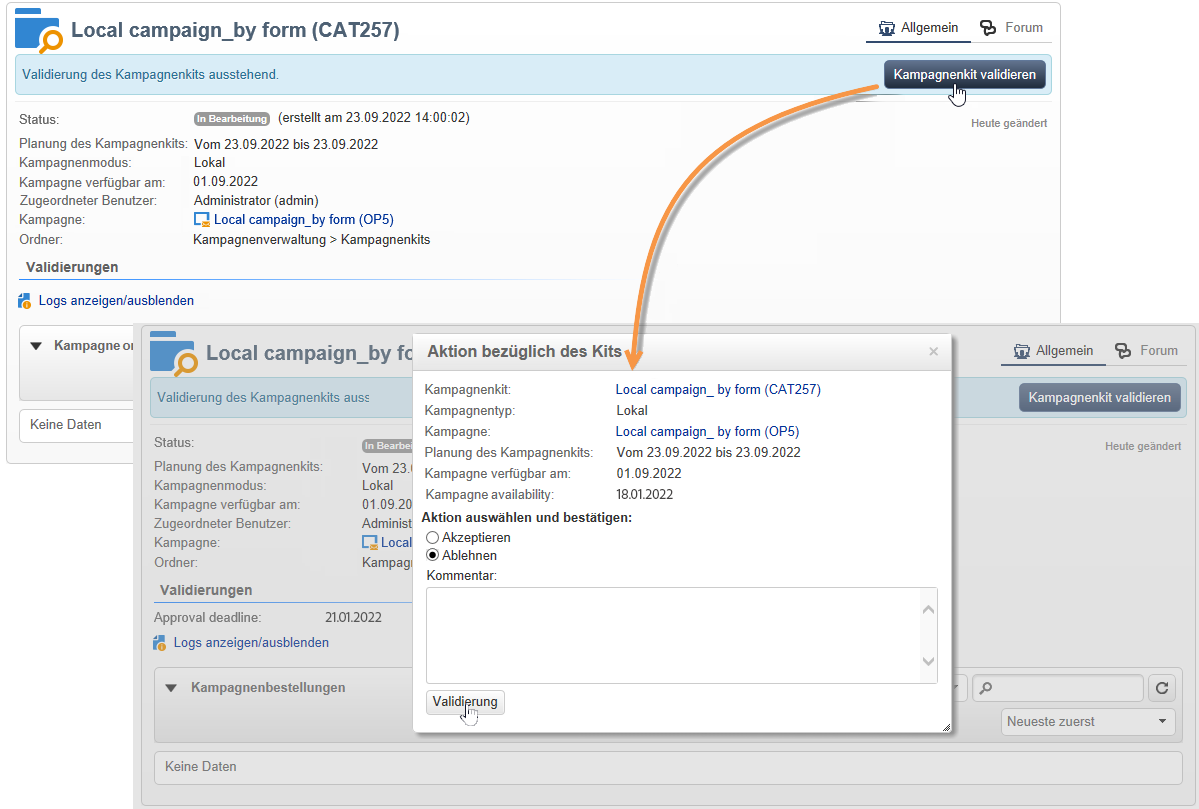 Local campaign_by form (CAT257)
Allgemein
Forum
Validierung des Kampagnenkits ausstehend.
Kampagnenkit validieren
Status: In Bearbeitung (erstellt am 23.09.2022 14:00:02)
Heute geändert
Planung des Kampagnenkits: Vom 23.09.2022 bis 23.09.2022
Kampagnenmodus: Lokal
Kampagne verfügbar am: 01.09.2022
Zugeordneter Benutzer: Administrator (admin)
Kampagne: Local campaign_by form (OP5)
Ordner: Kampagnenverwaltung > Kampagnenkits
Validierungen
Logs anzeigen/ausblenden
Kampagne
Keine Daten
Local campaign_by fo
Allgemein
Forum
Validierung des Kampagnenkits auss
Kampagnenkit validieren
Status: In Bearbei
Heute geändert
Planung des Kampagnenkits: Vom 23.0
Kampagnenmodus: Lokal
Kampagne verfügbar am: 01.09.20
Zugeordneter Benutzer: Administ
Kampagne: Local
Ordner: Kampag
Validierungen
Approval deadline: 21.01.2022
Logs anzeigen/ausblenden
Kampagnenbestellungen
Neueste zuerst
Keine Daten
Aktion bezüglich des Kits
Kampagnenkit: Local campaign_ by form (CAT257)
Kampagnentyp: Lokal
Kampagne: Local campaign_ by form (OP5)
Planung des Kampagnenkits: Vom 23.09.2022 bis 23.09.2022
Kampagne verfügbar am: 01.09.2022
Kampagne availability: 18.01.2022
Aktion auswählen und bestätigen:
Akzeptieren
Ablehnen
Kommentar:
Validierung